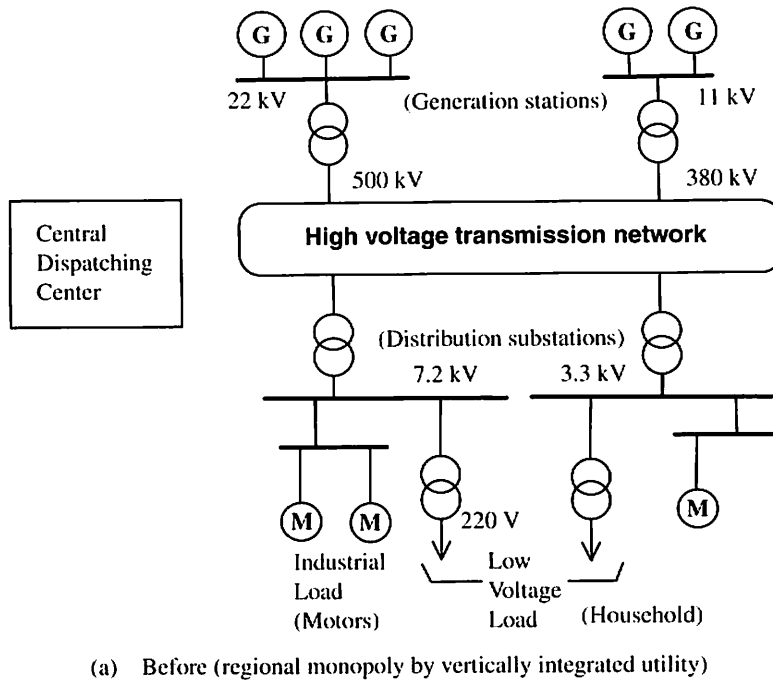 G G G G G
22 kV (Generation stations) 11 kV
500 kV 380 kV
Central
Dispatching
Center
High voltage transmission network
(Distribution substations)
7.2 kV 3.3 kV
M M M
220 V
Industrial
Load
(Motors)
Low
Voltage
Load
(Household)
(a) Before (regional monopoly by vertically integrated utility)